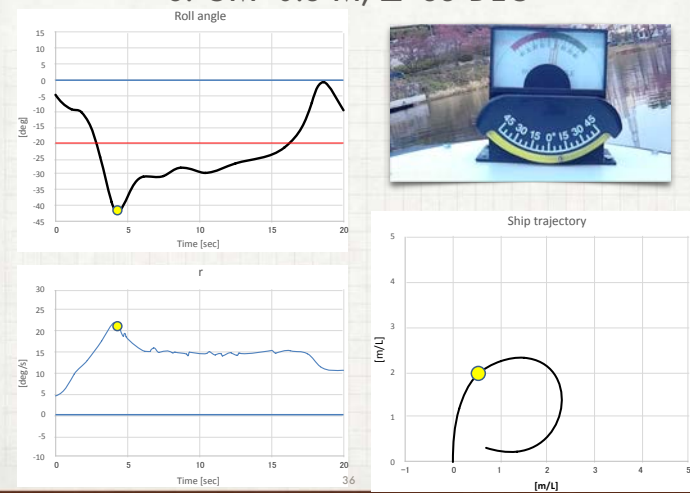 Roll angle
15
10
5
0
-5
-10
-15
-20
-25
-30
-35
-40
-45
[deg]
0 5 10 15 20
Time [sec]
45 30 15 0° 15 30 45
r
30
25
20
15
10
5
0
-5
-10
[deg/s]
0 5 10 15 20
Time [sec]
36
Ship trajectory
5
4
3
2
1
0
[m/L]
-1 0 1 2 3 4 5
[m/L]